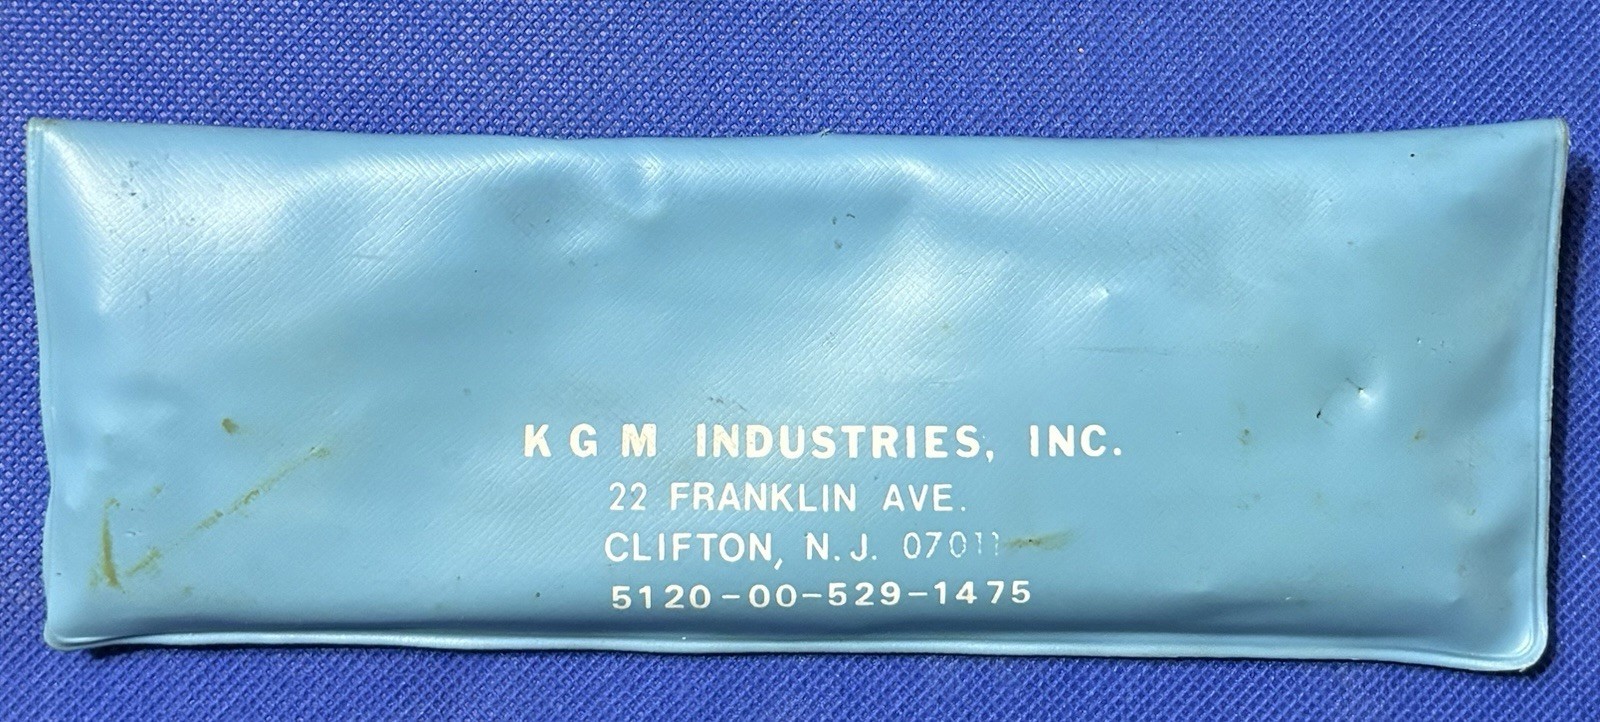 K G M INDUSTRIES, INC.
22 FRANKLIN AVE.
CLIFTON, N.J. 07011
5120-00-529-1475